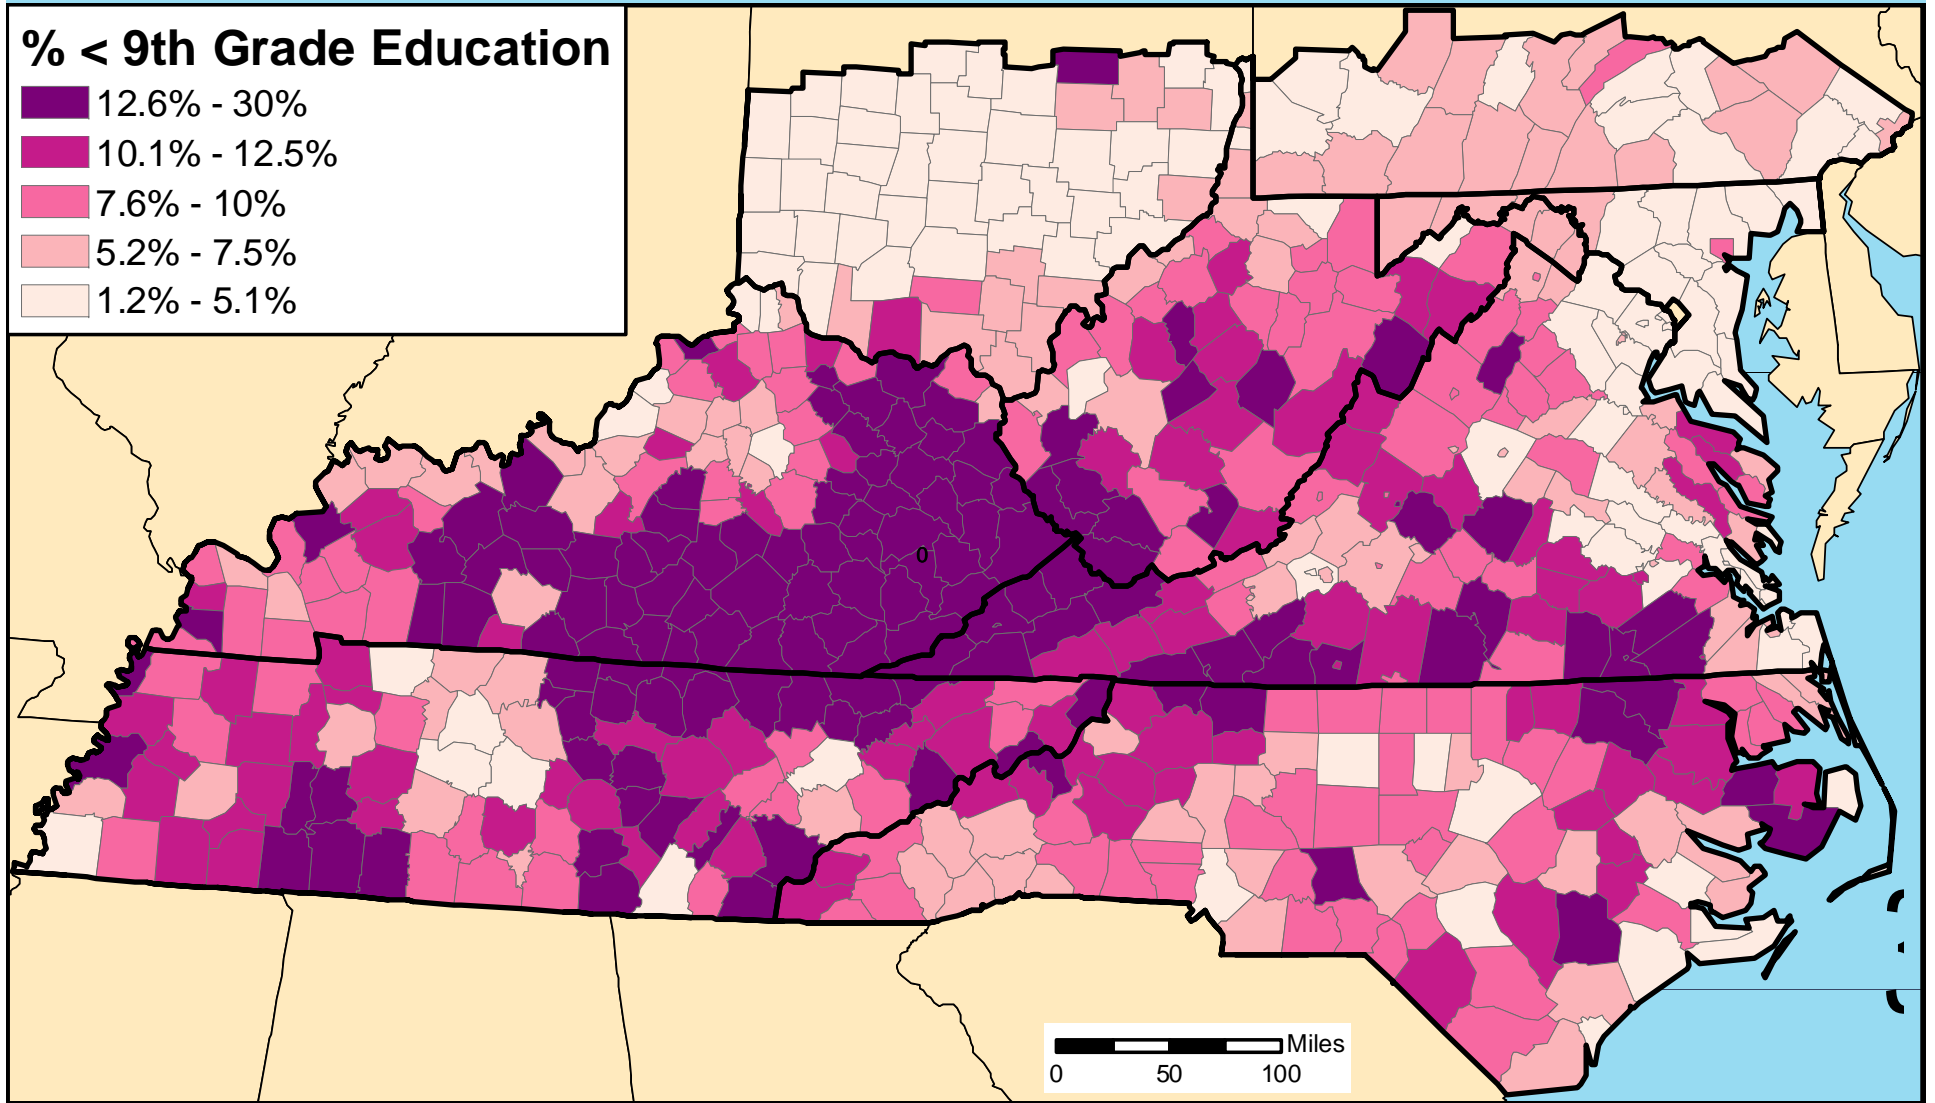 % < 9th Grade Education
12.6% - 30%
10.1% - 12.5%
7.6% - 10%
5.2% - 7.5%
1.2% - 5.1%
0
Miles
0 50 100